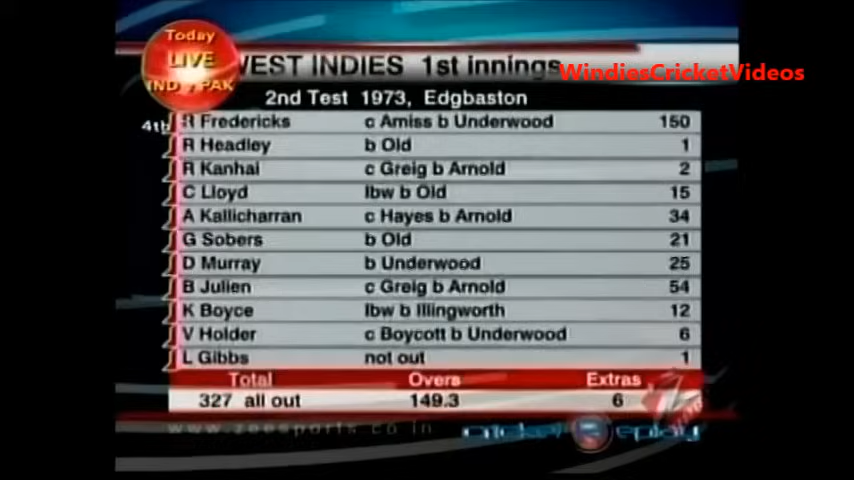 Today
LIVE
IND v PAK
WEST INDIES 1st innings
WindiesCricketVideos
2nd Test 1973, Edgbaston
4th
R Fredericks c Amiss b Underwood 150
R Headley b Old 1
R Kanhai c Greig b Arnold 2
C Lloyd lbw b Old 15
A Kallicharran c Hayes b Arnold 34
G Sobers b Old 21
D Murray b Underwood 25
B Julien c Greig b Arnold 54
K Boyce lbw b Illingworth 12
V Holder c Boycott b Underwood 6
L Gibbs not out 1
Total Overs Extras
327 all out 149.3 6
www.zeesports.co.in
cricket Replay